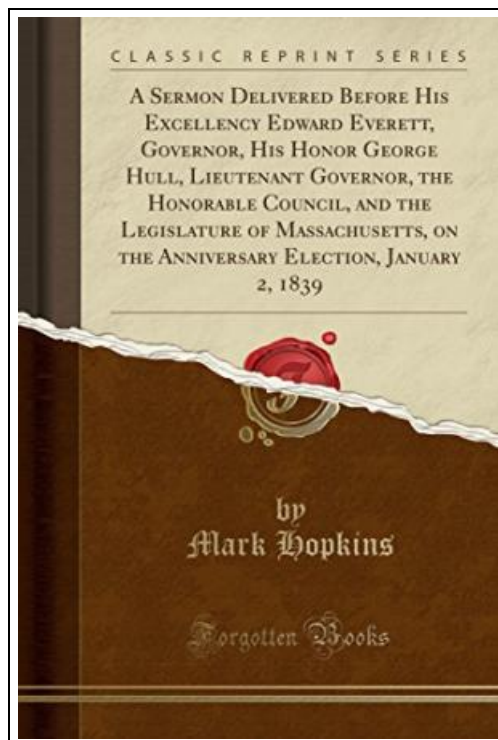 CLASSIC REPRINT SERIES
A SERMON DELIVERED BEFORE HIS
EXCELLENCY EDWARD EVERETT,
GOVERNOR, HIS HONOR GEORGE
HULL, LIEUTENANT GOVERNOR, THE
HONORABLE COUNCIL, AND THE
LEGISLATURE OF MASSACHUSETTS, ON
THE ANNIVERSARY ELECTION, JANUARY
2, 1839
by
Mark Hopkins
Forgotten Books